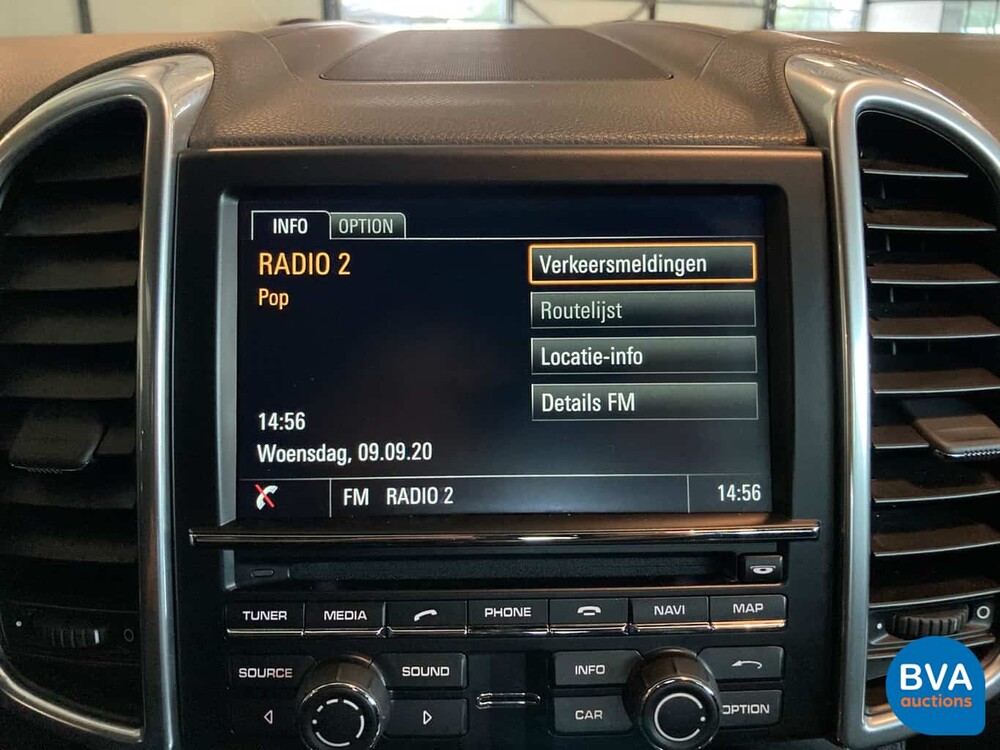 INFO OPTION
RADIO 2
Pop
Verkeersmeldingen
Routelijst
Locatie-info
Details FM
14:56
Woensdag, 09.09.20
FM RADIO 2 14:56
TUNER MEDIA PHONE NAVI MAP
SOURCE SOUND INFO
CAR OPTION
BVA
auctions